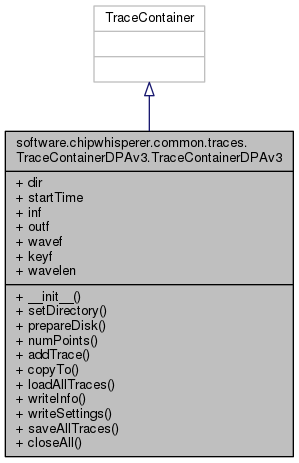 TraceContainer
software.chipwhisperer.common.traces.
TraceContainerDPAv3.TraceContainerDPAv3
+ dir
+ startTime
+ inf
+ outf
+ wavef
+ keyf
+ wavelen
+ __init__()
+ setDirectory()
+ prepareDisk()
+ numPoints()
+ addTrace()
+ copyTo()
+ loadAllTraces()
+ writeInfo()
+ writeSettings()
+ saveAllTraces()
+ closeAll()